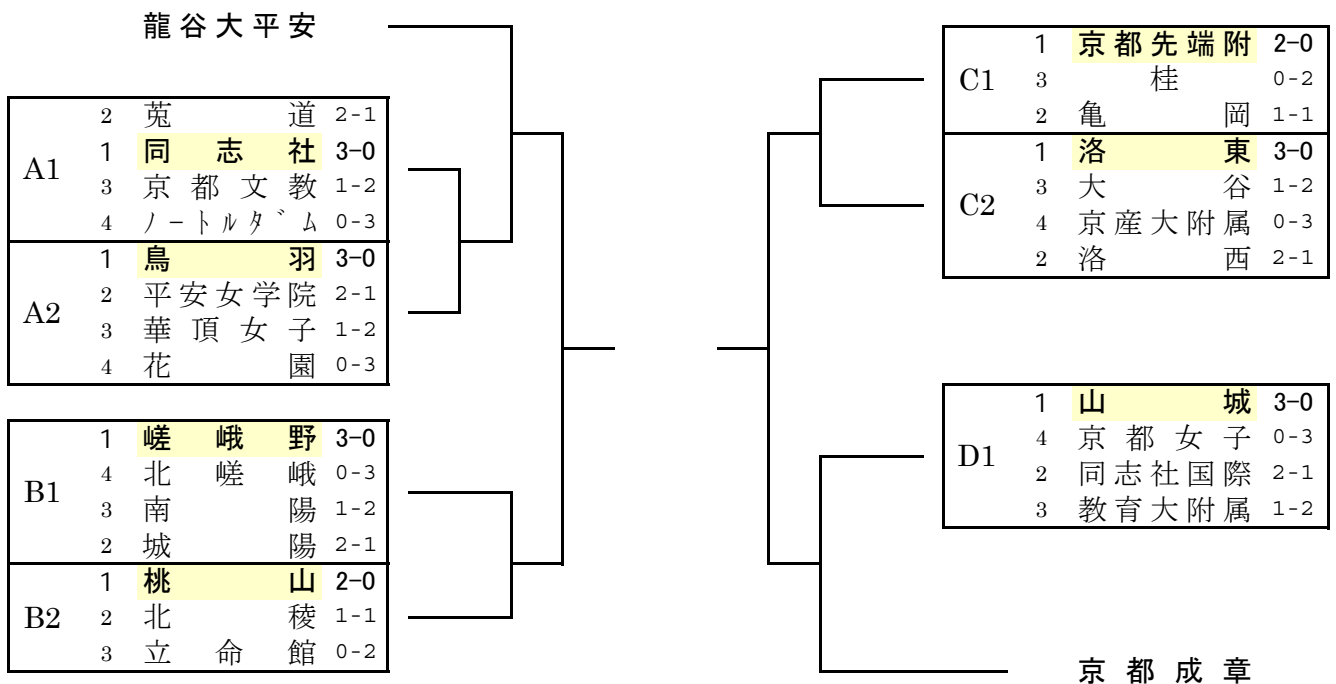 龍谷大平安
A1
2 莵道 2-1
1 同志社 3-0
3 京都文教 1-2
4 ノートルダム 0-3
A2
1 鳥羽 3-0
2 平安女学院 2-1
3 華頂女子 1-2
4 花園 0-3
B1
1 嵯峨野 3-0
4 北嵯峨 0-3
3 南陽 1-2
2 城陽 2-1
B2
1 桃山 2-0
2 北稜 1-1
3 立命館 0-2
C1
1 京都先端附 2-0
3 桂 0-2
2 亀岡 1-1
C2
1 洛東 3-0
3 大谷 1-2
4 京産大附属 0-3
2 洛西 2-1
D1
1 山城 3-0
4 京都女子 0-3
2 同志社国際 2-1
3 教育大附属 1-2
京都成章